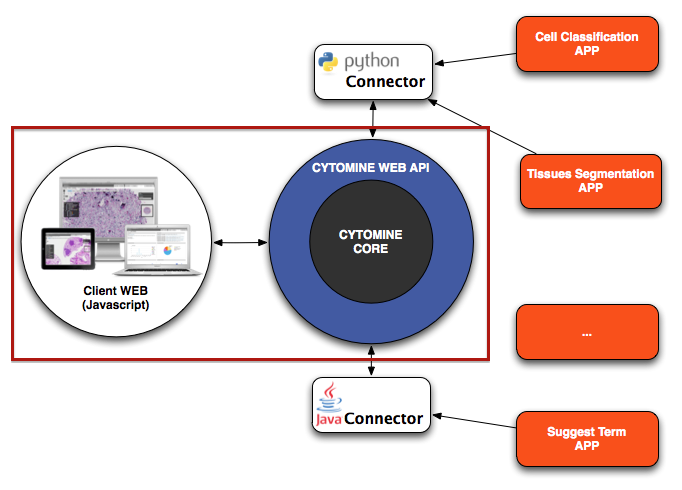 Cell Classification
APP
python
Connector
CYTOMINE WEB API
Tissues Segmentation
APP
CYTOMINE
CORE
Client WEB
(Javascript)
...
Java Connector
Suggest Term
APP